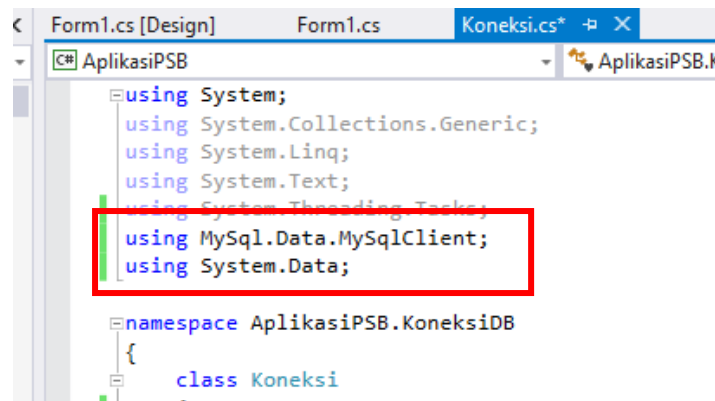 Form1.cs [Design] Form1.cs Koneksi.cs*
C# AplikasiPSB AplikasiPSB.K
using System;
using System.Collections.Generic;
using System.Linq;
using System.Text;
using System.Threading.Tasks;
using MySql.Data.MySqlClient;
using System.Data;
namespace AplikasiPSB.KoneksiDB
{
class Koneksi